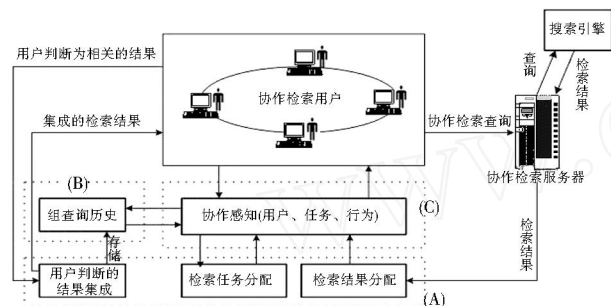 搜索引擎
用户判断为相关的结果
查询
检索结果
协作检索用户
集成的检索结果
协作检索查询
协作检索服务器
(B)
(C)
组查询历史
协作感知(用户、任务、行为)
存储
检索结果
用户判断的
结果集成
检索任务分配
检索结果分配
(A)